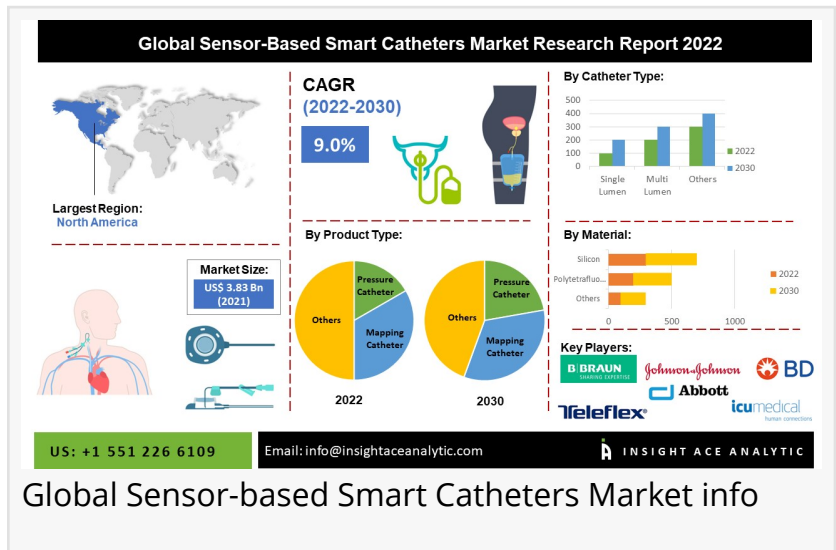 Global Sensor-Based Smart Catheters Market Research Report 2022
Largest Region:
North America
CAGR
(2022-2030)
9.0%
By Catheter Type:
500
400
300
200
100
0
Single
Lumen
Multi
Lumen
Others
2022
2030
Market Size:
US$ 3.83 Bn
(2021)
By Product Type:
Pressure
Catheter
Mapping
Catheter
Others
2022
Pressure
Catheter
Mapping
Catheter
Others
2030
By Material:
Silicon
Polytetrafluo...
Others
0
500
1000
2022
2030
Key Players:
B BRAUN
SHARING EXPERTISE
Johnson & Johnson
BD
Abbott
Teleflex®
icumedical
human connections
US: +1 551 226 6109
Email: info@insightaceanalytic.com
INSIGHT ACE ANALYTIC
Global Sensor-based Smart Catheters Market info